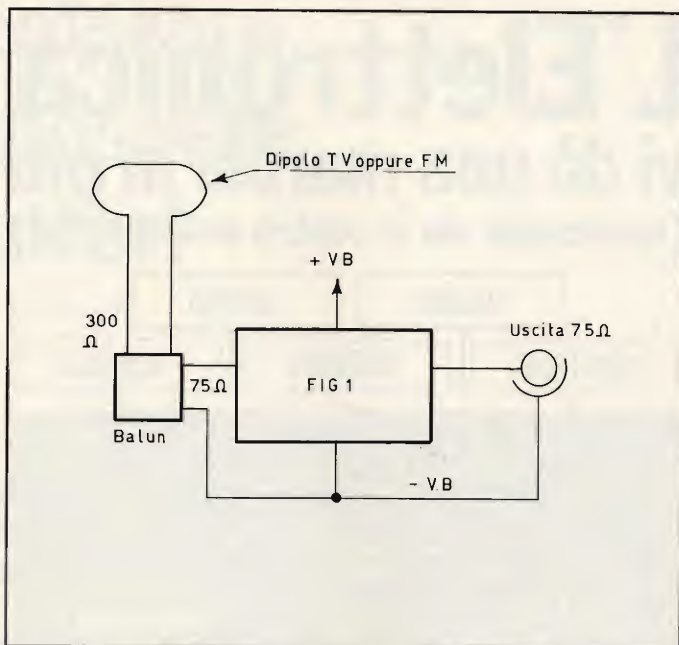 Dipolo TV oppure FM
+ VB
300
Ω
75Ω
Uscita 75Ω
FIG 1
Balun
- VB